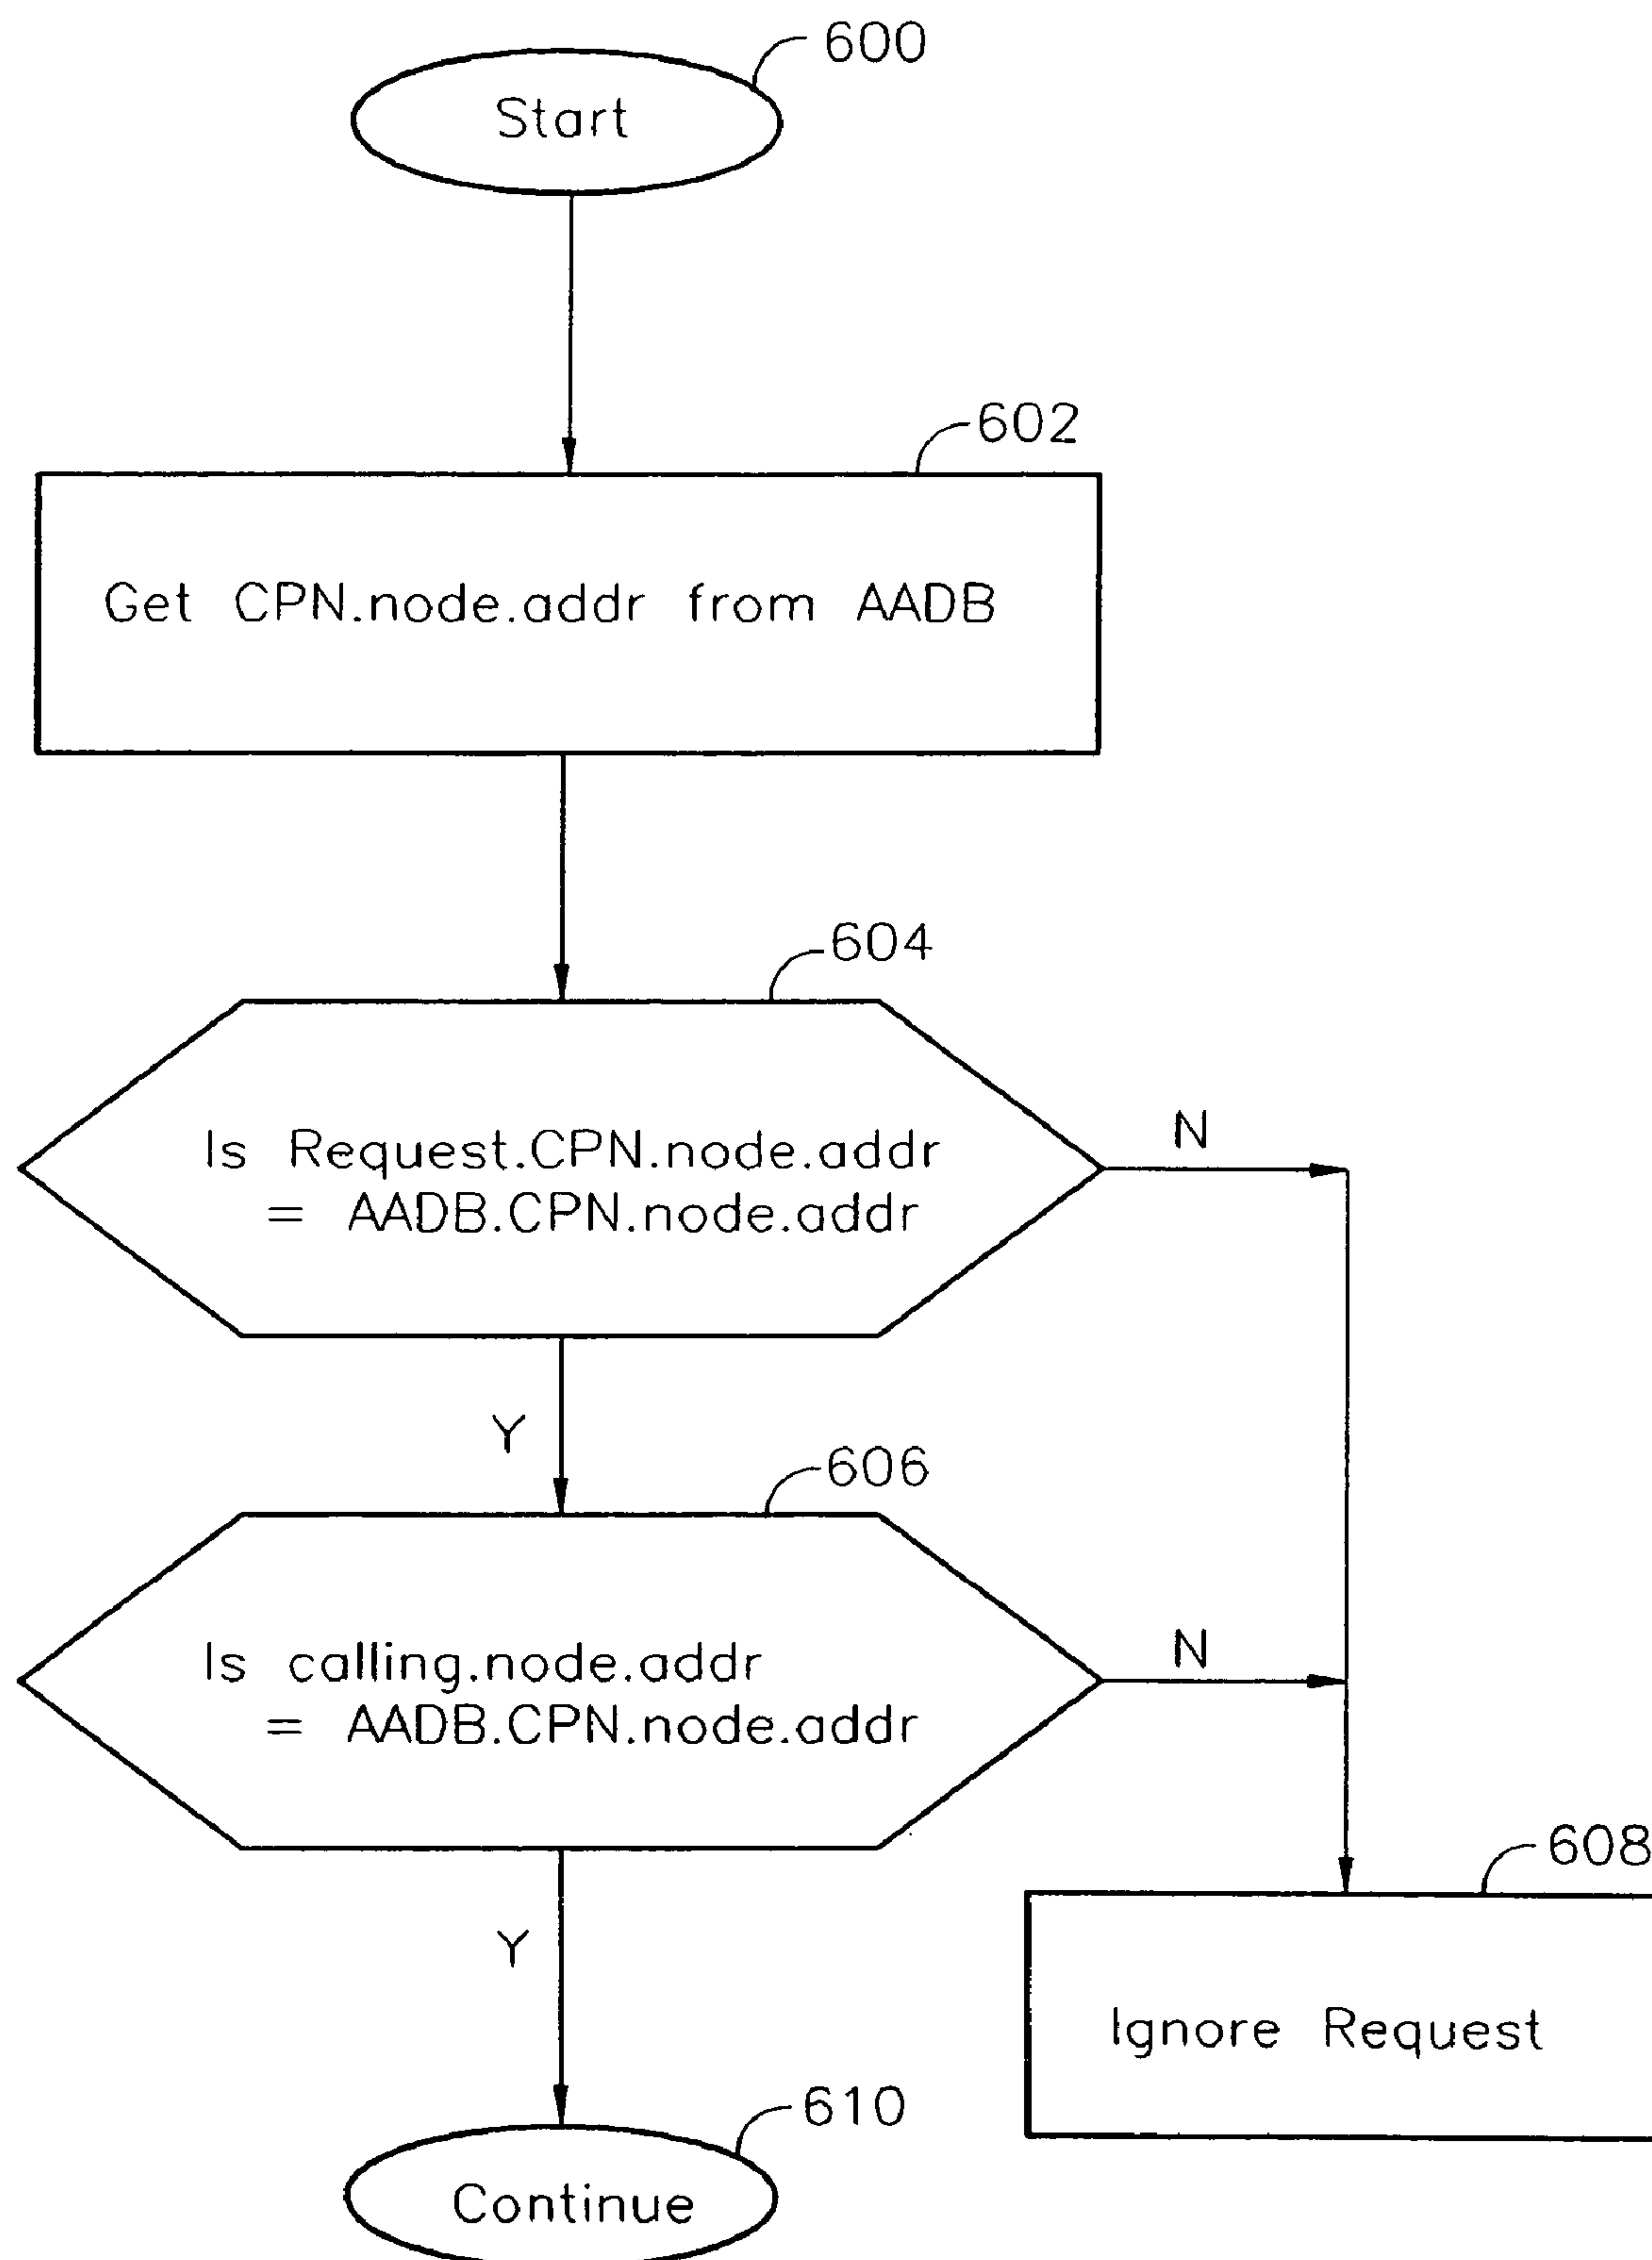 600
Start
602
Get CPN.node.addr from AADB
604
Is Request.CPN.node.addr
= AADB.CPN.node.addr
N
Y
606
Is calling.node.addr
= AADB.CPN.node.addr
N
Y
608
Ignore Request
610
Continue